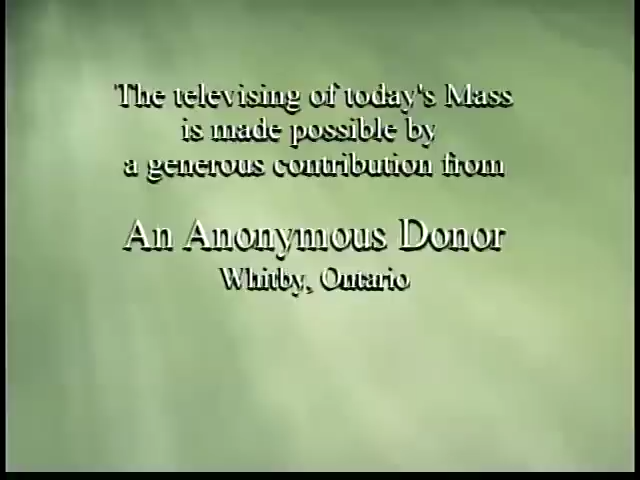 The televising of today's Mass
is made possible by
a generous contribution from
An Anonymous Donor
Whitby, Ontario